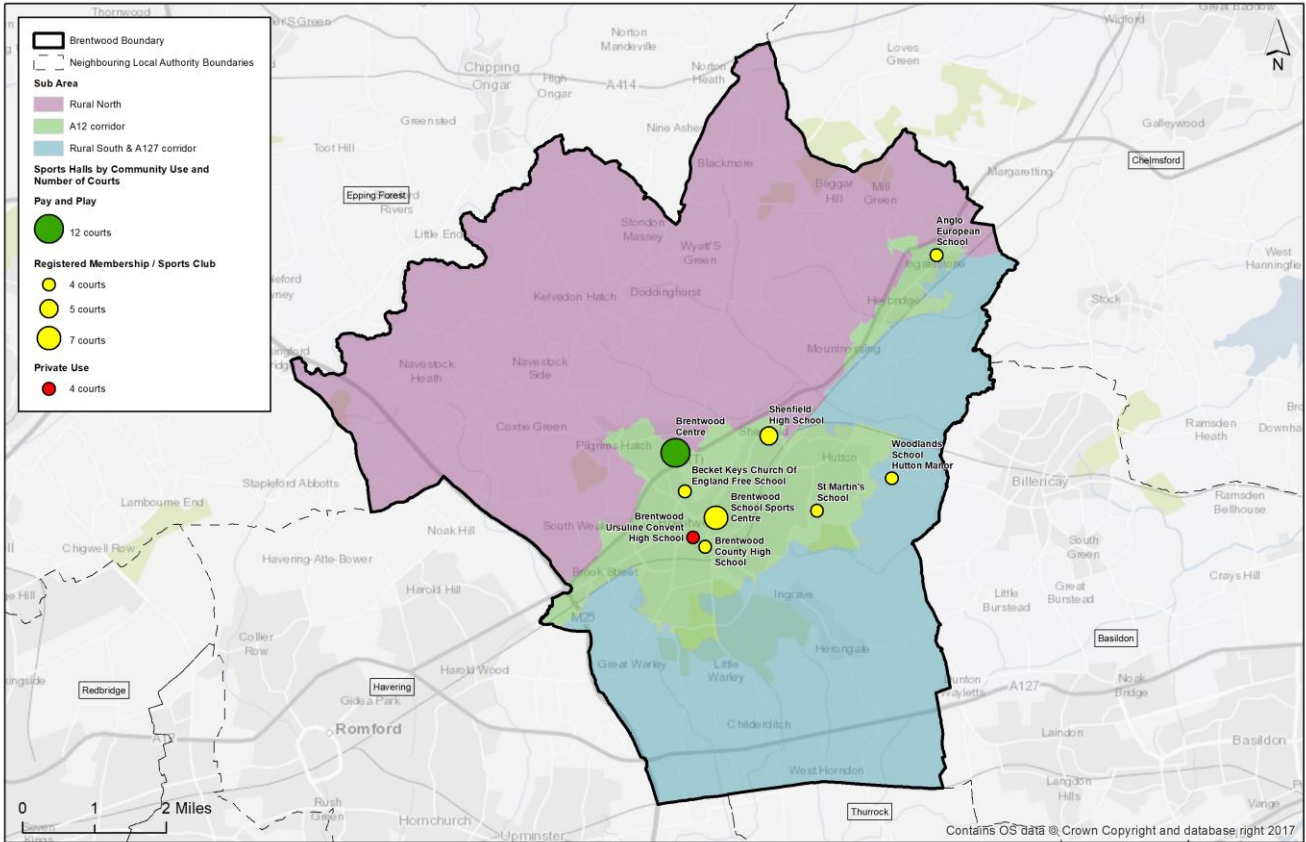 Brentwood Boundary
Neighbouring Local Authority Boundaries
Sub Area
Rural North
A12 corridor
Rural South & A127 corridor
Sports Halls by Community Use and
Number of Courts
Pay and Play
12 courts
Registered Membership / Sports Club
4 courts
5 courts
7 courts
Private Use
4 courts
Thornwood
Widford
Great Baddow
N
Norton
Mandeville
Loves
Green
Chipping
Ongar
High
Ongar
A414
Norton
Heath
Greensted
Galleywood
Toot Hill
Blackmore
Chelmsford
Margaretting
Epping Forest
Rivers
Beggar
Hill
Mill
Green
Little End
Stondon
Massey
Wyatt'S
Green
Anglo
European
School
West
Kelvedon Hatch
Doddinghurst
Heybridge
Stock
Mountnessing
Navestock
Heath
Navestock
Side
Coxtie Green
Pilgrims Hatch
Brentwood
Centre
Shenfield
High School
Ramsden
Heath
Hutton
Woodlands
School
Hutton Manor
Billericay
Becket Keys Church Of
England Free School
Brentwood
School Sports
Centre
St Martin's
School
Stapleford Abbotts
Ramsden
Bellhouse
Lambourne End
Noak Hill
Brentwood
Ursuline Convent
High School
Brentwood
County High
School
South
Green
Chigwell Row
Havering-Atte-Bower
Brook Street
Crays Hill
Harold Hill
Ingrave
Little
Burstead
Great
Burstead
M25
Collier
Row
Herongate
Basildon
Harold Wood
Great Warley
Little
Warley
Redbridge
Havering
A127
Noak
Bridge
Gidea Park
Romford
Childerditch
Laindon
Basildon
A12
West Horndon
Langdon
Hills
Vange
0 1 2 Miles
Rush
Green
Hornchurch
Upminster
Thurrock
Contains OS data © Crown Copyright and database right 2017